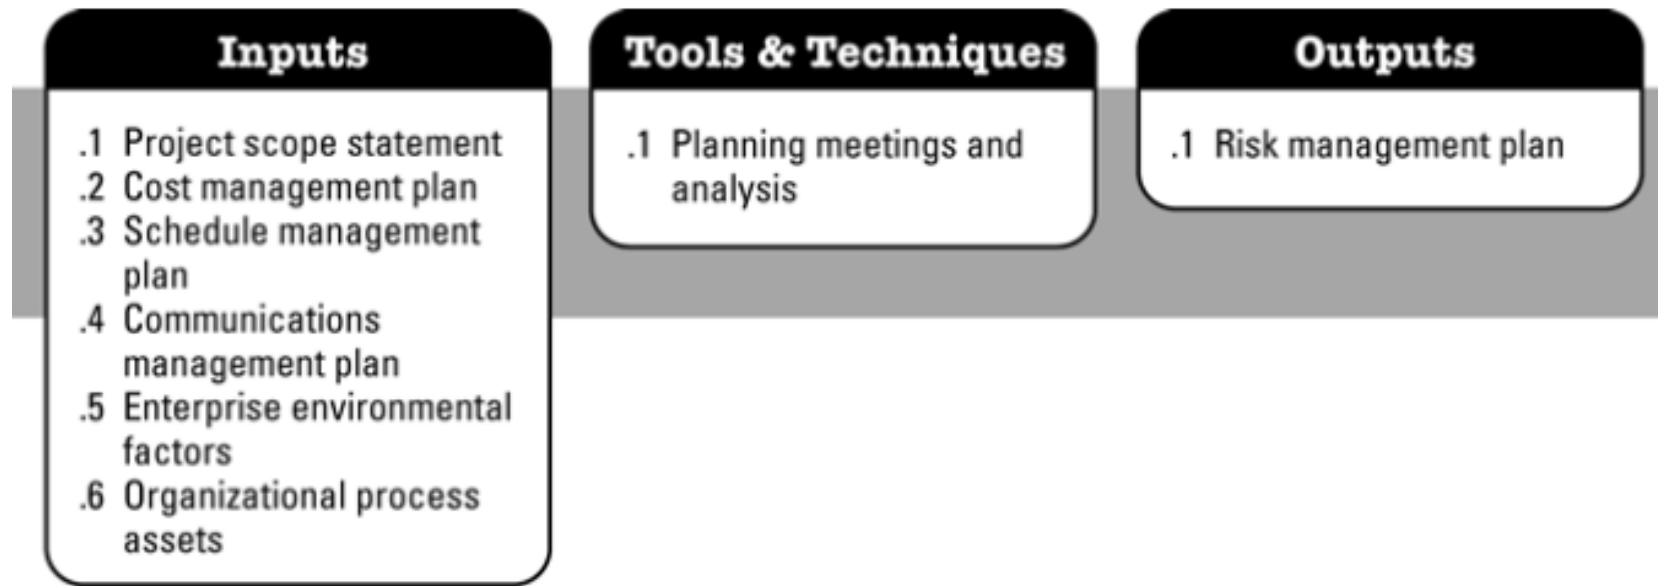 Inputs
.1 Project scope statement
.2 Cost management plan
.3 Schedule management
plan
.4 Communications
management plan
.5 Enterprise environmental
factors
.6 Organizational process
assets
Tools & Techniques
.1 Planning meetings and
analysis
Outputs
.1 Risk management plan